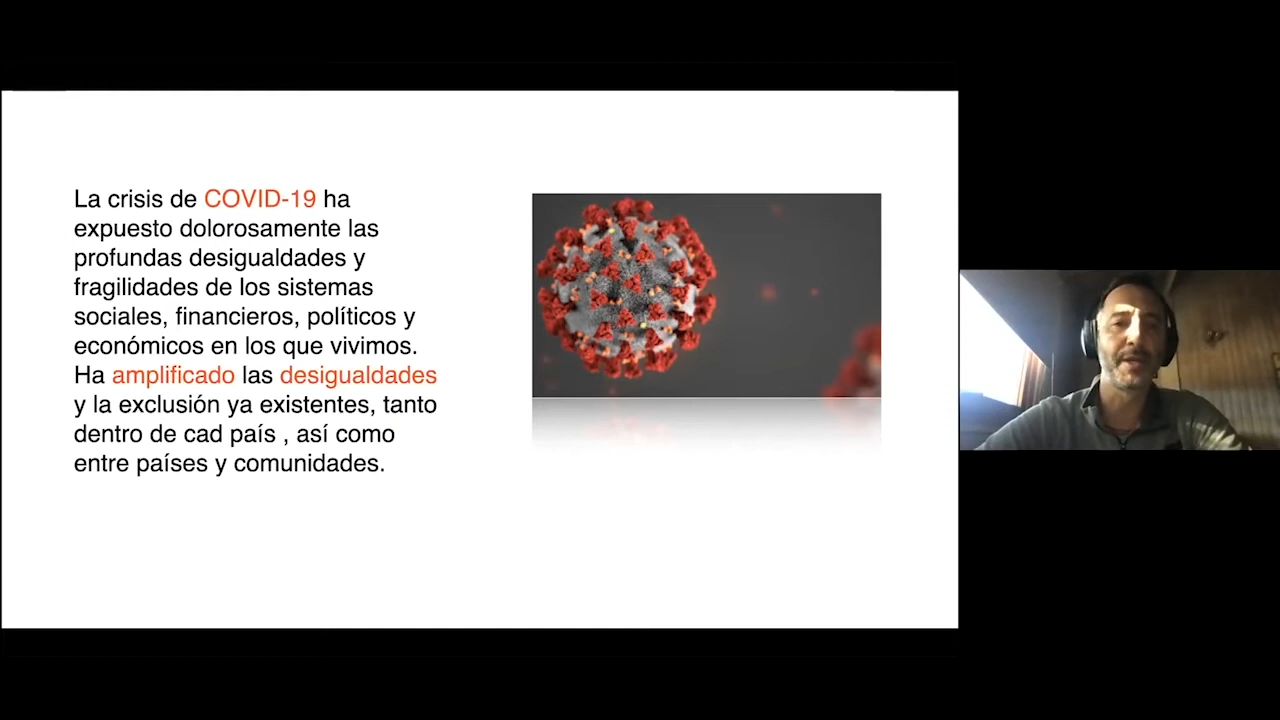 La crisis de COVID-19 ha
expuesto dolorosamente las
profundas desigualdades y
fragilidades de los sistemas
sociales, financieros, políticos y
económicos en los que vivimos.
Ha amplificado las desigualdades
y la exclusión ya existentes, tanto
dentro de cad país , así como
entre países y comunidades.